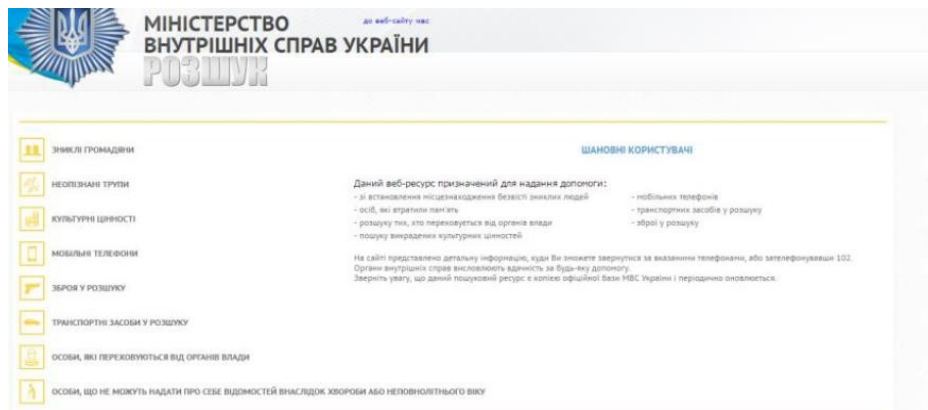 МІНІСТЕРСТВО
до веб-сайту мвс
ВНУТРІШНІХ СПРАВ УКРАЇНИ
РОЗШУК
ЗНИКЛІ ГРОМАДЯНИ
НЕОПІЗНАНІ ТРУПИ
КУЛЬТУРНІ ЦІННОСТІ
МОБІЛЬНІ ТЕЛЕФОНИ
ЗБРОЯ У РОЗШУКУ
ТРАНСПОРТНІ ЗАСОБИ У РОЗШУКУ
ОСОБИ, ЯКІ ПЕРЕХОВУЮТЬСЯ ВІД ОРГАНІВ ВЛАДИ
ОСОБИ, ЩО НЕ МОЖУТЬ НАДАТИ ПРО СЕБЕ ВІДОМОСТЕЙ ВНАСЛІДОК ХВОРОБИ АБО НЕПОВНОЛІТНЬОГО ВІКУ
ШАНОВНІ КОРИСТУВАЧІ
Даний веб-ресурс призначений для надання допомоги:
- зі встановлення місцезнаходження безвісті зниклих людей
- осіб, які втратили пам'ять
- розшуку тих, хто переховується від органів влади
- пошуку викрадених культурних цінностей
- мобільних телефонів
- транспортних засобів у розшуку
- зброї у розшуку
На сайті представлено детальну інформацію, куди Ви зможете звернутися за вказаними телефонами, або зателефонувавши 102.
Органи внутрішніх справ висловлюють вдячність за будь-яку допомогу.
Зверніть увагу, що даний пошуковий ресурс є копією офіційної бази МВС України і періодично оновлюється.